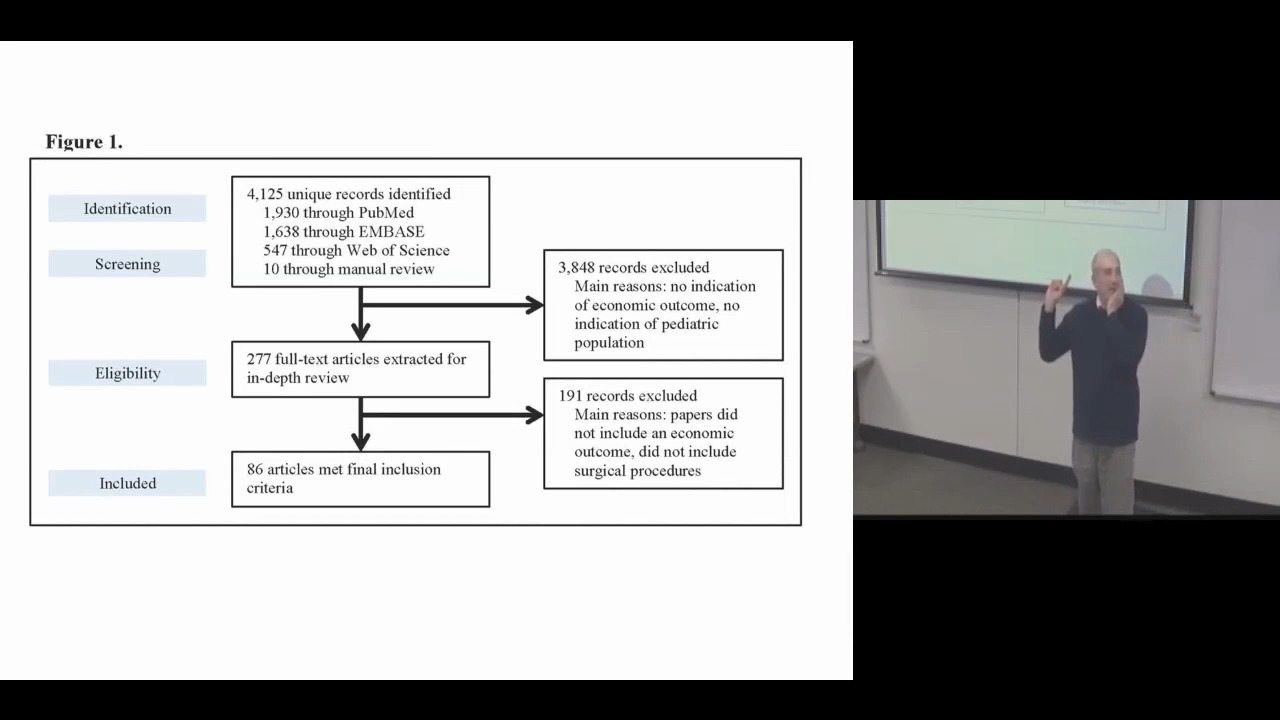 Figure 1.
Identification
4,125 unique records identified
1,930 through PubMed
1,638 through EMBASE
547 through Web of Science
10 through manual review
Screening
3,848 records excluded
Main reasons: no indication
of economic outcome, no
indication of pediatric
population
Eligibility
277 full-text articles extracted for
in-depth review
191 records excluded
Main reasons: papers did
not include an economic
outcome, did not include
surgical procedures
Included
86 articles met final inclusion
criteria